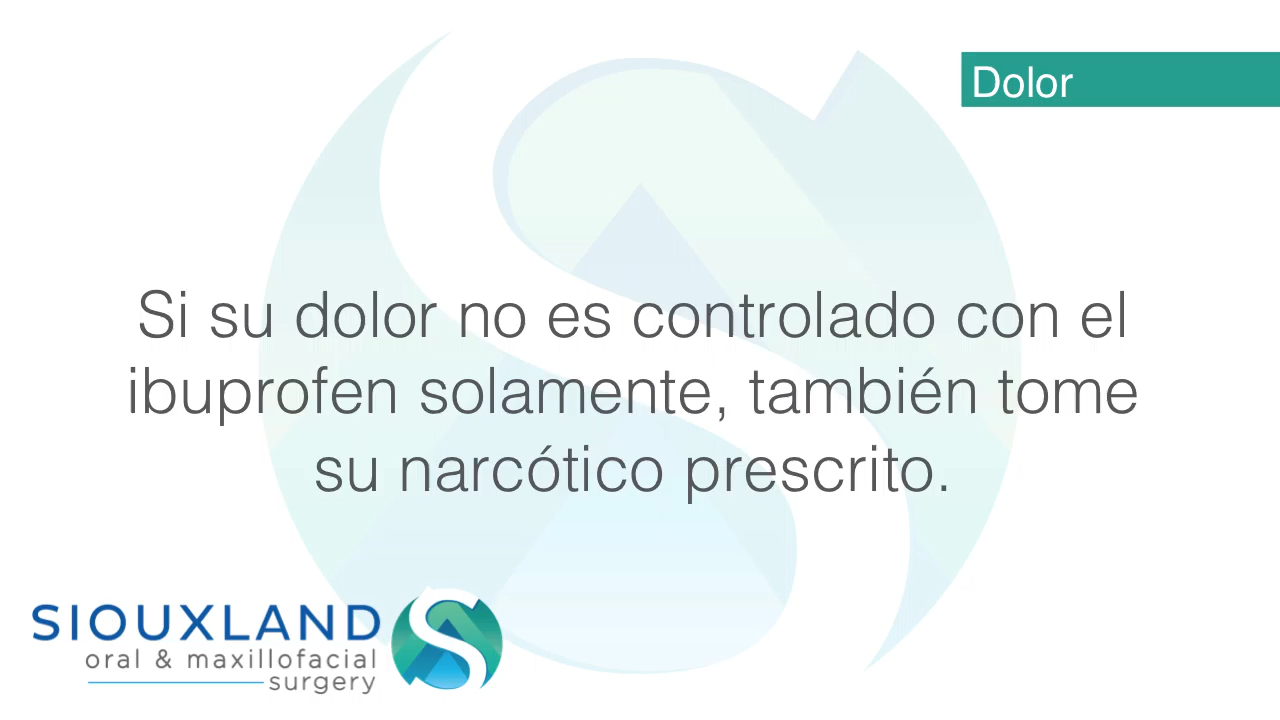 Dolor
Si su dolor no es controlado con el
ibuprofen solamente, también tome
su narcótico prescrito.
SIOUXLAND
oral & maxillofacial
surgery